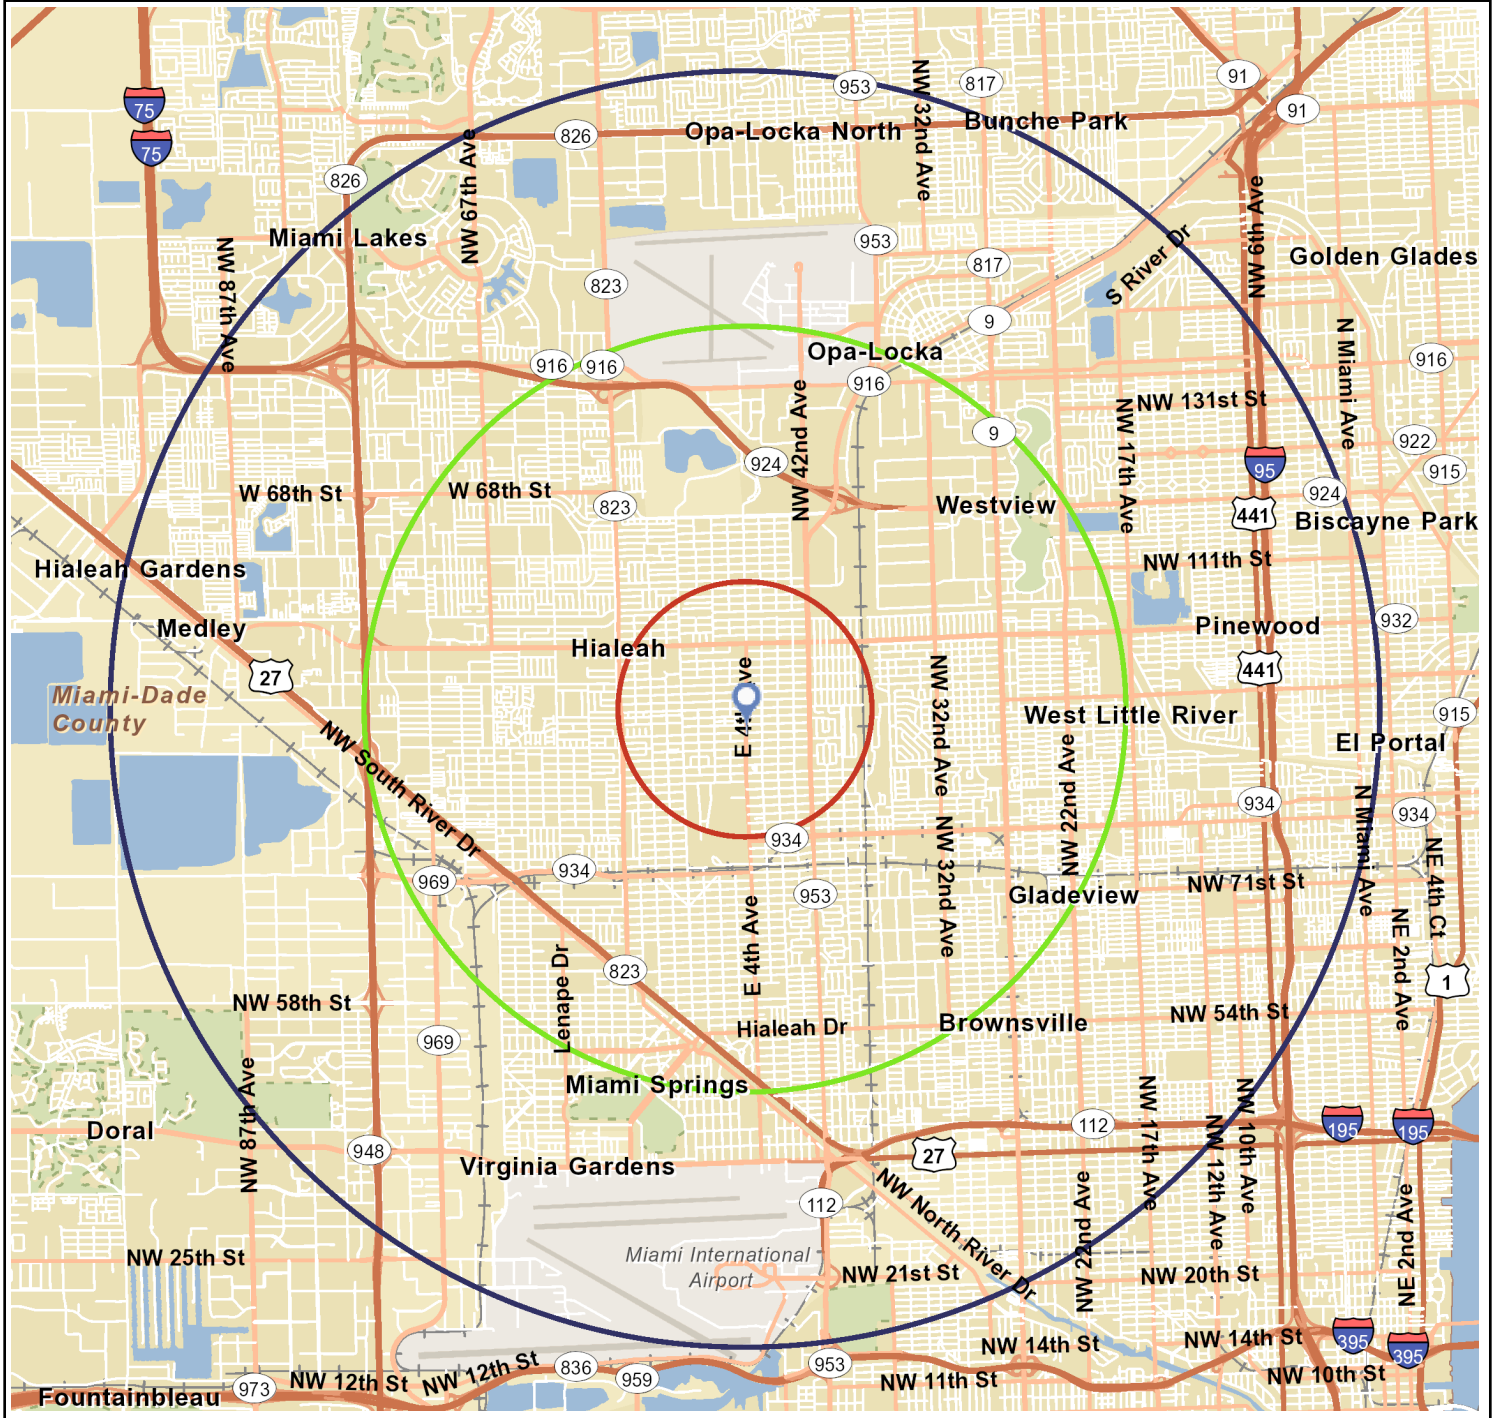 953
817
91
91
75
75
NW 32nd Ave
Bunche Park
826
Opa-Locka North
NW 67th Ave
826
Miami Lakes
953
NW 6th Ave
Golden Glades
817
S River Dr
NW 87th Ave
823
9
N Miami Ave
Opa-Locka
916
916
916
916
NW 131st St
NW 42nd Ave
NW 17th Ave
9
922
924
95
915
W 68th St
W 68th St
823
Westview
924
441
Biscayne Park
NW 111th St
Hialeah Gardens
Medley
Hialeah
Pinewood
932
27
441
Miami-Dade
County
E 4th Ave
NW 32nd Ave
West Little River
915
El Portal
NW South River Dr
NW 22nd Ave
934
934
N Miami Ave
934
NW 32nd Ave
NE 4th Ct
969
934
953
Gladeview
NW 71st St
E 4th Ave
NE 2nd Ave
Lenape Dr
823
1
NW 58th St
Hialeah Dr
Brownsville
NW 54th St
969
Miami Springs
NW 87th Ave
NW 17th Ave
NW 10th Ave
NW 12th Ave
Doral
112
195
195
948
27
Virginia Gardens
112
NW North River Dr
NW 22nd Ave
NE 2nd Ave
NW 25th St
Miami International
Airport
NW 21st St
NW 20th St
NW 14th St
NW 14th St
395
395
836
953
NW 12th St
NW 12th St
959
NW 11th St
NW 10th St
Fountainbleau
973